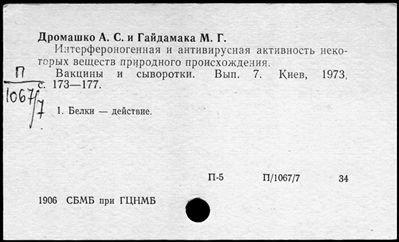 Дромашко А. С. и Гайдамака М. Г.
Интерфероногенная и антивирусная активность неко-
торых веществ природного происхождения.
Вакцины и сыворотки. Вып. 7. Киев, 1973,
с. 173—177.
П
1067/7
1. Белки — действие.
П-5 П/1067/7 34
1906 СБМБ при ГЦНМБ